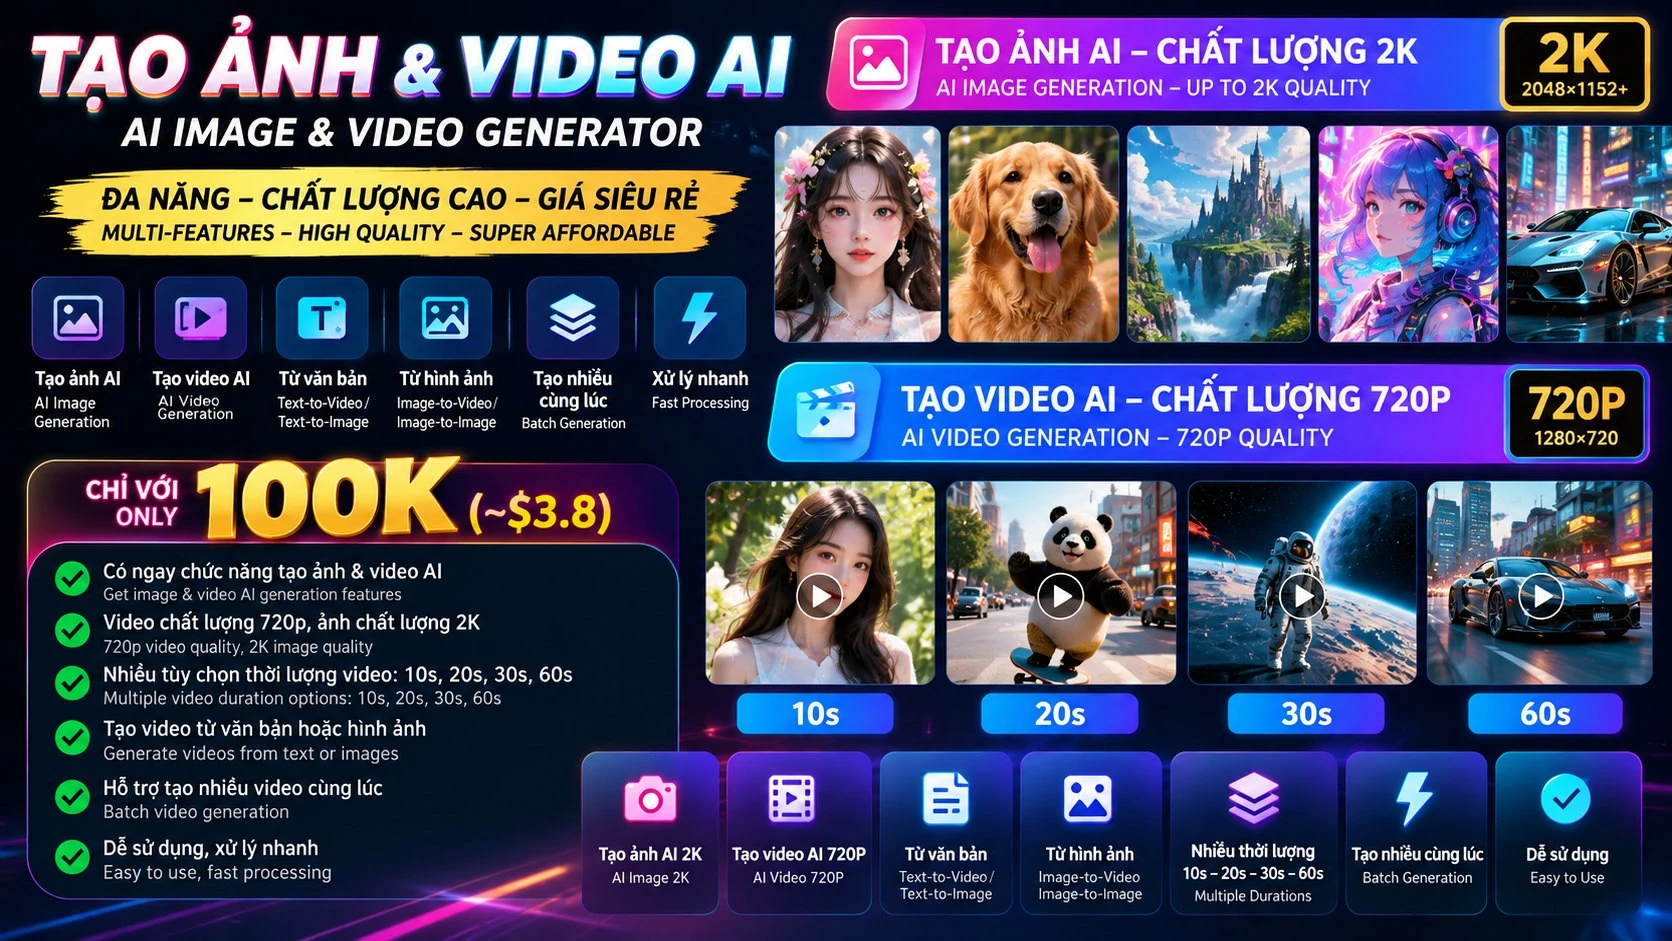 TẠO ẢNH & VIDEO AI
AI IMAGE & VIDEO GENERATOR
ĐA NĂNG – CHẤT LƯỢNG CAO – GIÁ SIÊU RẺ
MULTI-FEATURES – HIGH QUALITY – SUPER AFFORDABLE
Tạo ảnh AI
AI Image
Generation
Tạo video AI
AI Video
Generation
T
Từ văn bản
Text-to-Video/
Text-to-Image
Từ hình ảnh
Image-to-Video/
Image-to-Image
Tạo nhiều
cùng lúc
Batch Generation
Xử lý nhanh
Fast Processing
CHỈ VỚI
ONLY
100K (~$3.8)
Có ngay chức năng tạo ảnh & video AI
Get image & video AI generation features
Video chất lượng 720p, ảnh chất lượng 2K
720p video quality, 2K image quality
Nhiều tùy chọn thời lượng video: 10s, 20s, 30s, 60s
Multiple video duration options: 10s, 20s, 30s, 60s
Tạo video từ văn bản hoặc hình ảnh
Generate videos from text or images
Hỗ trợ tạo nhiều video cùng lúc
Batch video generation
Dễ sử dụng, xử lý nhanh
Easy to use, fast processing
TẠO ẢNH AI – CHẤT LƯỢNG 2K
AI IMAGE GENERATION – UP TO 2K QUALITY
2K
2048×1152+
TẠO VIDEO AI – CHẤT LƯỢNG 720P
AI VIDEO GENERATION – 720P QUALITY
720P
1280×720
10s
20s
30s
60s
Tạo ảnh AI 2K
AI Image 2K
Tạo video AI 720P
AI Video 720P
Từ văn bản
Text-to-Video/
Text-to-Image
Từ hình ảnh
Image-to-Video
Image-to-Image
Nhiều thời lượng
10s – 20s – 30s – 60s
Multiple Durations
Tạo nhiều cùng lúc
Batch Generation
Dễ sử dụng
Easy to Use